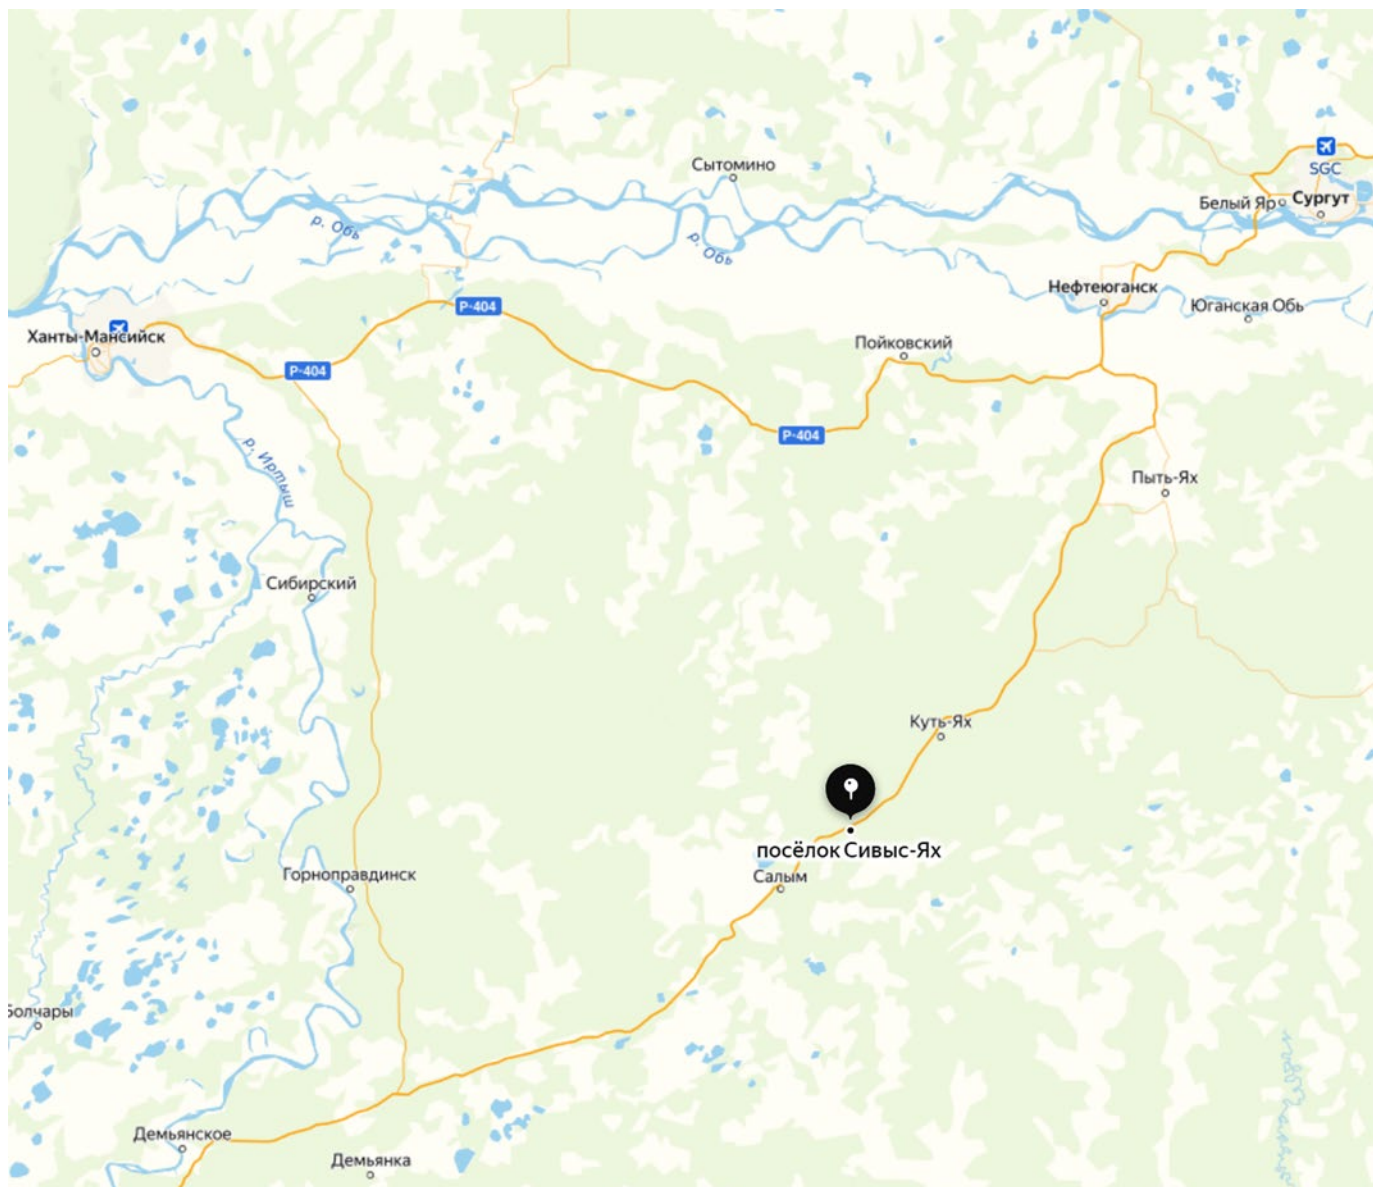 Сытомино
SGC
Белый Яр
Сургут
р. Обь
р. Обь
Нефтеюганск
Юганская Обь
Р-404
Ханты-Мансийск
Пойковский
Р-404
Р-404
р. Иртыш
Пыть-Ях
Сибирский
Куть-Ях
посёлок Сивыс-Ях
Салым
Горноправдинск
Болчары
Демьянское
Демьянка